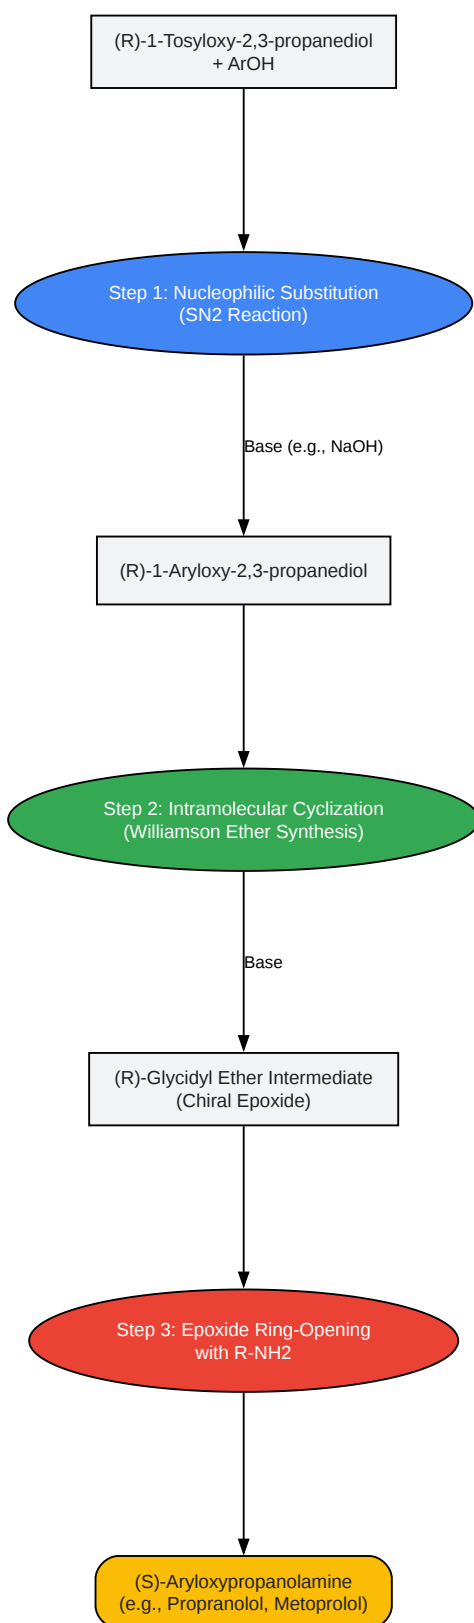 (R)-1-Tosyloxy-2,3-propanediol
+ ArOH
Step 1: Nucleophilic Substitution
(SN2 Reaction)
Base (e.g., NaOH)
(R)-1-Aryloxy-2,3-propanediol
Step 2: Intramolecular Cyclization
(Williamson Ether Synthesis)
Base
(R)-Glycidyl Ether Intermediate
(Chiral Epoxide)
Step 3: Epoxide Ring-Opening
with R-NH2
(S)-Aryloxypropanolamine
(e.g., Propranolol, Metoprolol)